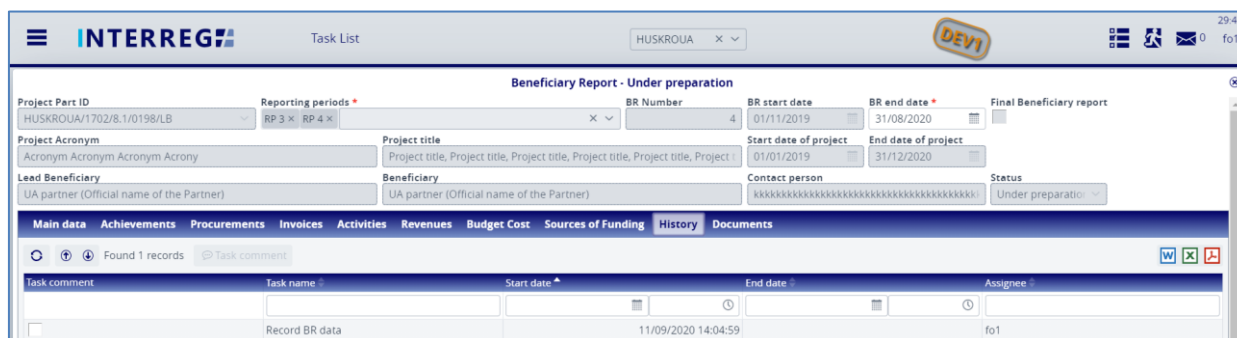 29:4
INTERREG Task List HUSKROUA DEV1 0 fo1
Beneficiary Report - Under preparation
Project Part ID Reporting periods * BR Number BR start date BR end date * Final Beneficiary report
HUSKROUA/1702/8.1/0198/LB RP 3 × RP 4 × 4 01/11/2019 31/08/2020
Project Acronym Project title Start date of project End date of project
Acronym Acronym Acronym Acrony Project title, Project title, Project title, Project title, Project title, Project t 01/01/2019 31/12/2020
Lead Beneficiary Beneficiary Contact person Status
UA partner (Official name of the Partner) UA partner (Official name of the Partner) Under preparation
Main data Achievements Procurements Invoices Activities Revenues Budget Cost Sources of Funding History Documents
Found 1 records Task comment
Task comment Task name Start date End date Assignee
Record BR data 11/09/2020 14:04:59 fo1